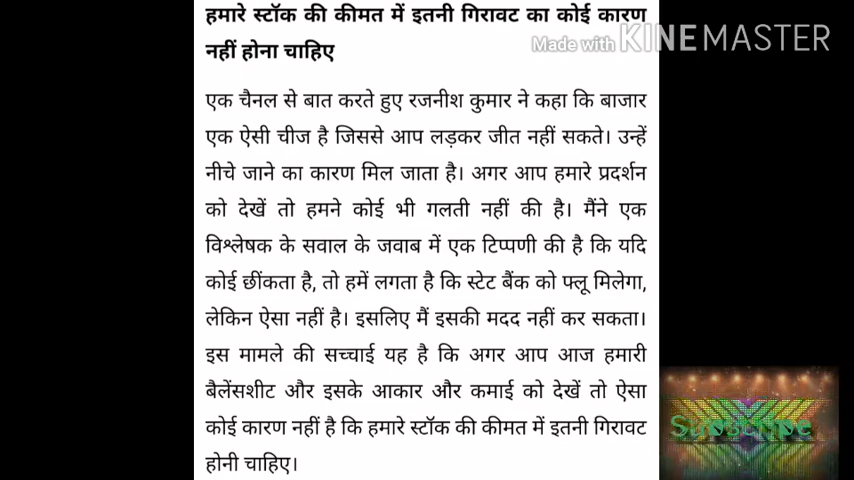 हमारे स्टॉक की कीमत में इतनी गिरावट का कोई कारण
नहीं होना चाहिए
Made with KINEMASTER
एक चैनल से बात करते हुए रजनीश कुमार ने कहा कि बाजार
एक ऐसी चीज है जिससे आप लड़कर जीत नहीं सकते। उन्हें
नीचे जाने का कारण मिल जाता है। अगर आप हमारे प्रदर्शन
को देखें तो हमने कोई भी गलती नहीं की है। मैंने एक
विश्लेषक के सवाल के जवाब में एक टिप्पणी की है कि यदि
कोई छींकता है, तो हमें लगता है कि स्टेट बैंक को फ्लू मिलेगा,
लेकिन ऐसा नहीं है। इसलिए मैं इसकी मदद नहीं कर सकता।
इस मामले की सच्चाई यह है कि अगर आप आज हमारी
बैलेंसशीट और इसके आकार और कमाई को देखें तो ऐसा
कोई कारण नहीं है कि हमारे स्टॉक की कीमत में इतनी गिरावट
होनी चाहिए।
Subscribe